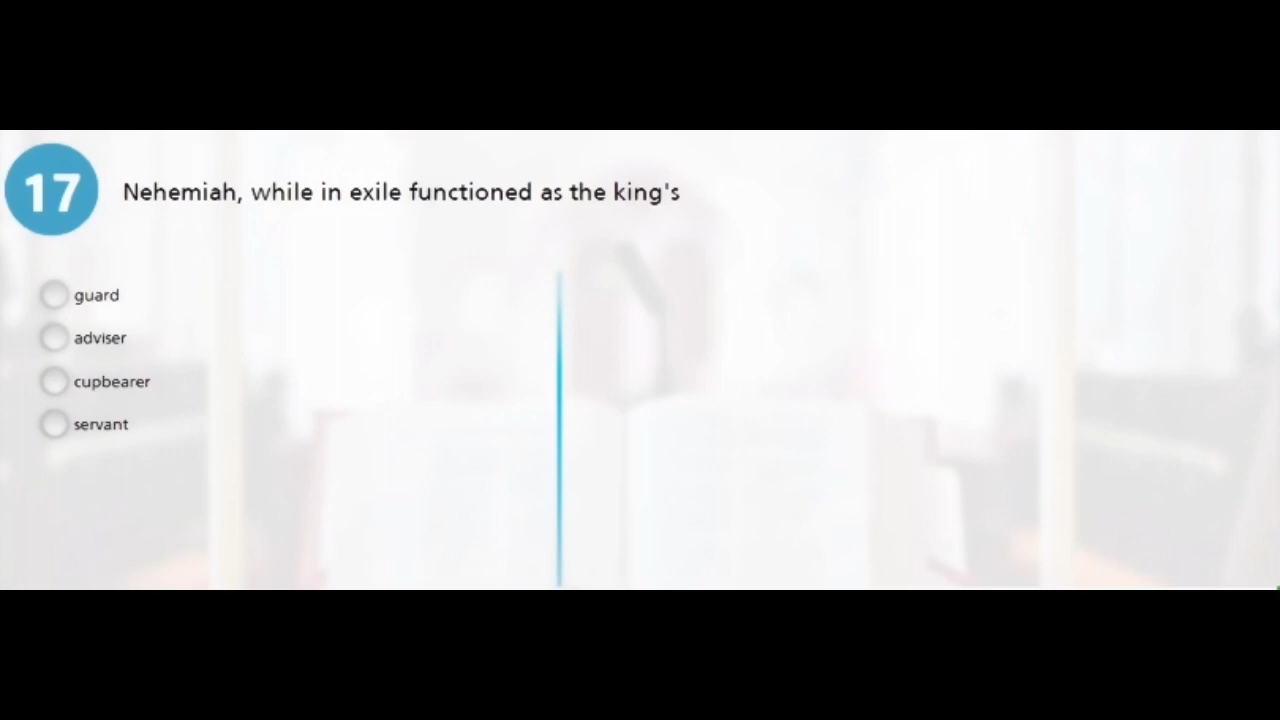 17
Nehemiah, while in exile functioned as the king's
guard
adviser
cupbearer
servant